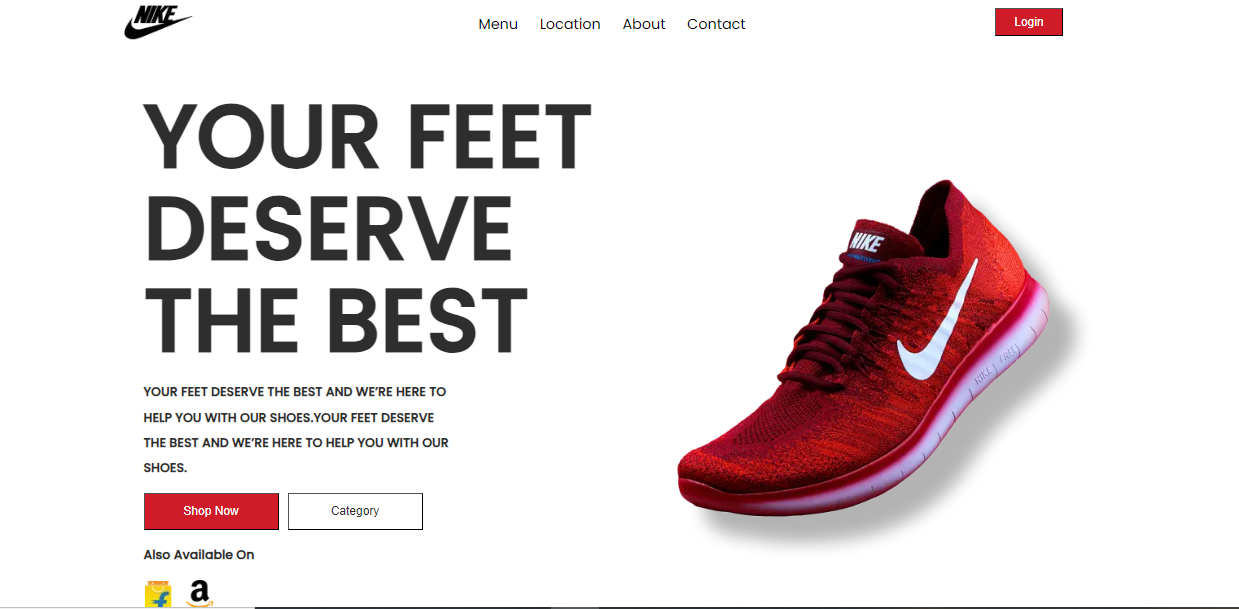 NIKE
Menu Location About Contact
Login
YOUR FEET
DESERVE
THE BEST
YOUR FEET DESERVE THE BEST AND WE’RE HERE TO
HELP YOU WITH OUR SHOES.YOUR FEET DESERVE
THE BEST AND WE’RE HERE TO HELP YOU WITH OUR
SHOES.
Shop Now Category
Also Available On
f a
NIKE
NIKE FREE